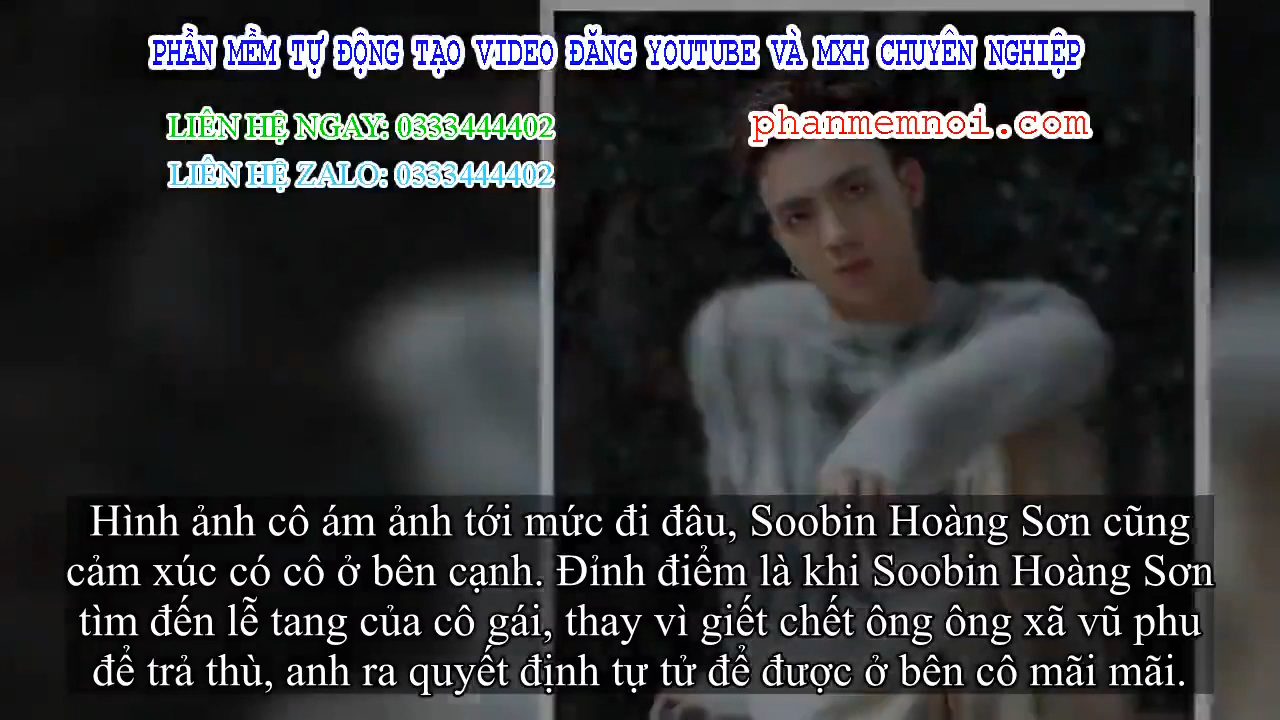 PHẦN MỀM TỰ ĐỘNG TẠO VIDEO ĐĂNG YOUTUBE VÀ MXH CHUYÊN NGHIỆP
LIÊN HỆ NGAY: 0333444402
phanmemnoi.com
LIÊN HỆ ZALO: 0333444402
Hình ảnh cô ám ảnh tới mức đi đâu, Soobin Hoàng Sơn cũng
cảm xúc có cô ở bên cạnh. Đỉnh điểm là khi Soobin Hoàng Sơn
tìm đến lễ tang của cô gái, thay vì giết chết ông ông xã vũ phu
để trả thù, anh ra quyết định tự tử để được ở bên cô mãi mãi.